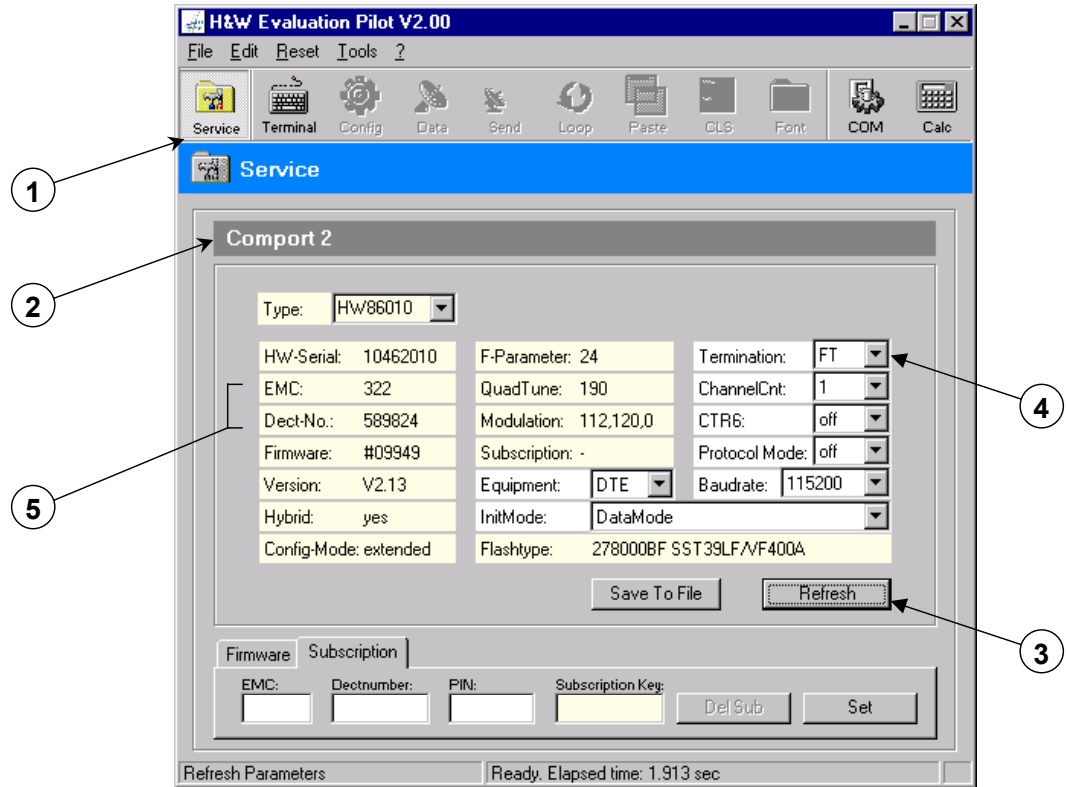 H&W Evaluation Pilot V2.00
File Edit Reset Tools ?
Service Terminal Config Data Send Loop Paste CLS Font COM Calc
1
Service
Comport 2
2
Type: HW86010
HW-Serial: 10462010 F-Parameter: 24 Termination: FT
EMC: 322 QuadTune: 190 ChannelCnt: 1
4
Dect-No.: 589824 Modulation: 112,120,0 CTR6: off
Firmware: #09949 Subscription: - Protocol Mode: off
5
Version: V2.13 Equipment: DTE Baudrate: 115200
Hybrid: yes InitMode: DataMode
Config-Mode: extended Flashtype: 278000BF SST39LF/VF400A
Save To File Refresh
3
Firmware Subscription
EMC: Dectnumber: PIN: Subscription Key:
Del Sub Set
Refresh Parameters Ready. Elapsed time: 1.913 sec